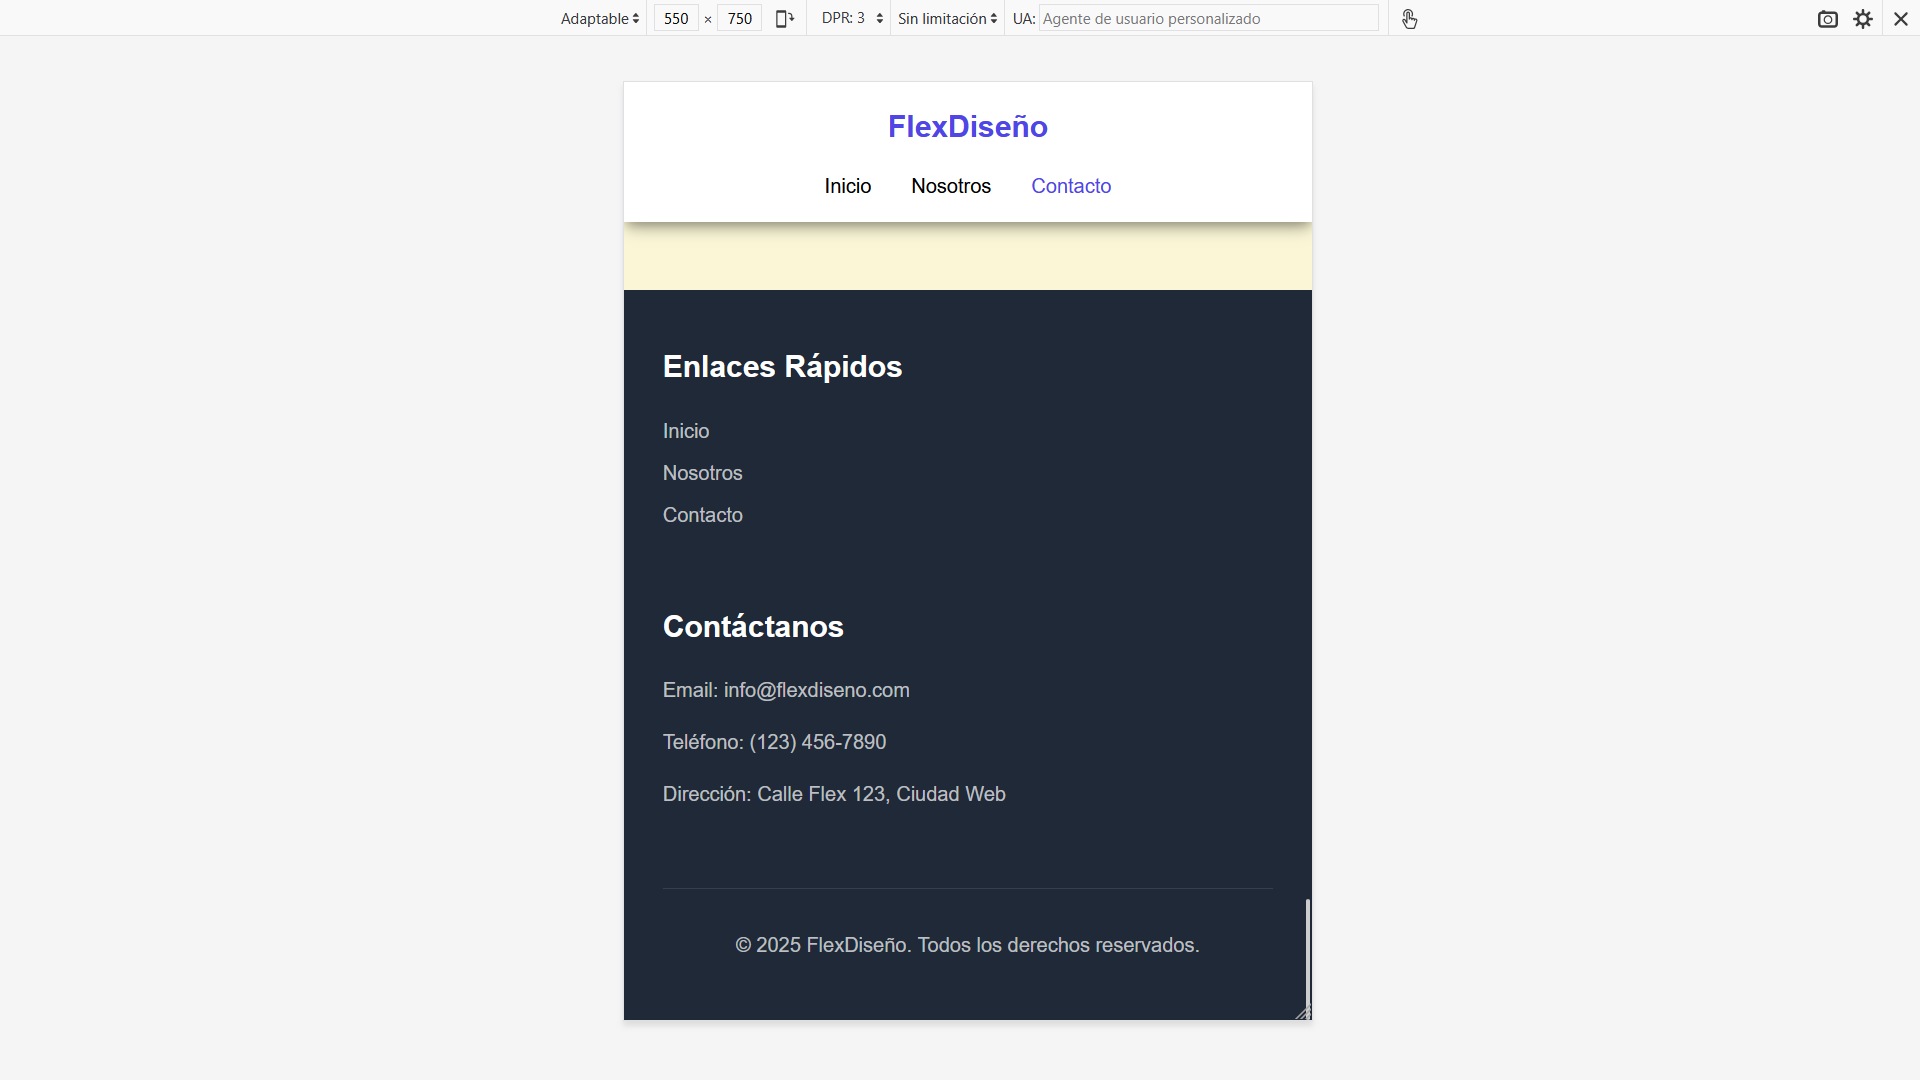 Adaptable 550 × 750 DPR: 3 Sin limitación UA: Agente de usuario personalizado
FlexDiseño
Inicio Nosotros Contacto
Enlaces Rápidos
Inicio
Nosotros
Contacto
Contáctanos
Email: info@flexdiseno.com
Teléfono: (123) 456-7890
Dirección: Calle Flex 123, Ciudad Web
© 2025 FlexDiseño. Todos los derechos reservados.